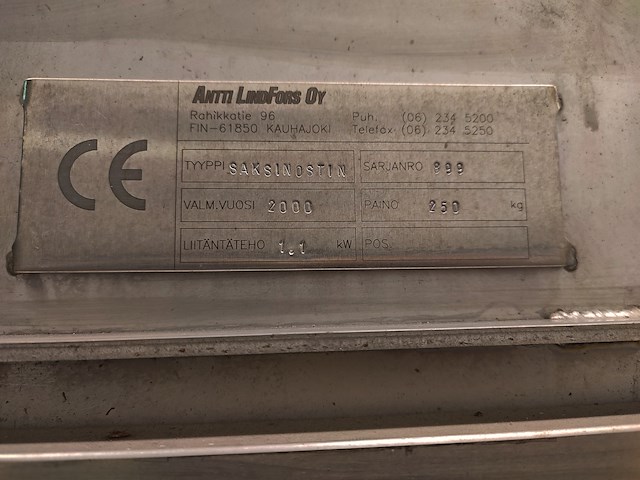 ANTTI LINDFORS OY
Rahikkatie 96 Puh. (06) 234 5200
FIN-61850 KAUHAJOKI Telefax (06) 234 5250
CE
TYYPPI SAKSINOSTIN SARJANRO 899
VALM.VUOSI 2000 PAINO 250 kg
LIITÄNTÄTEHO 1,1 kW POS.